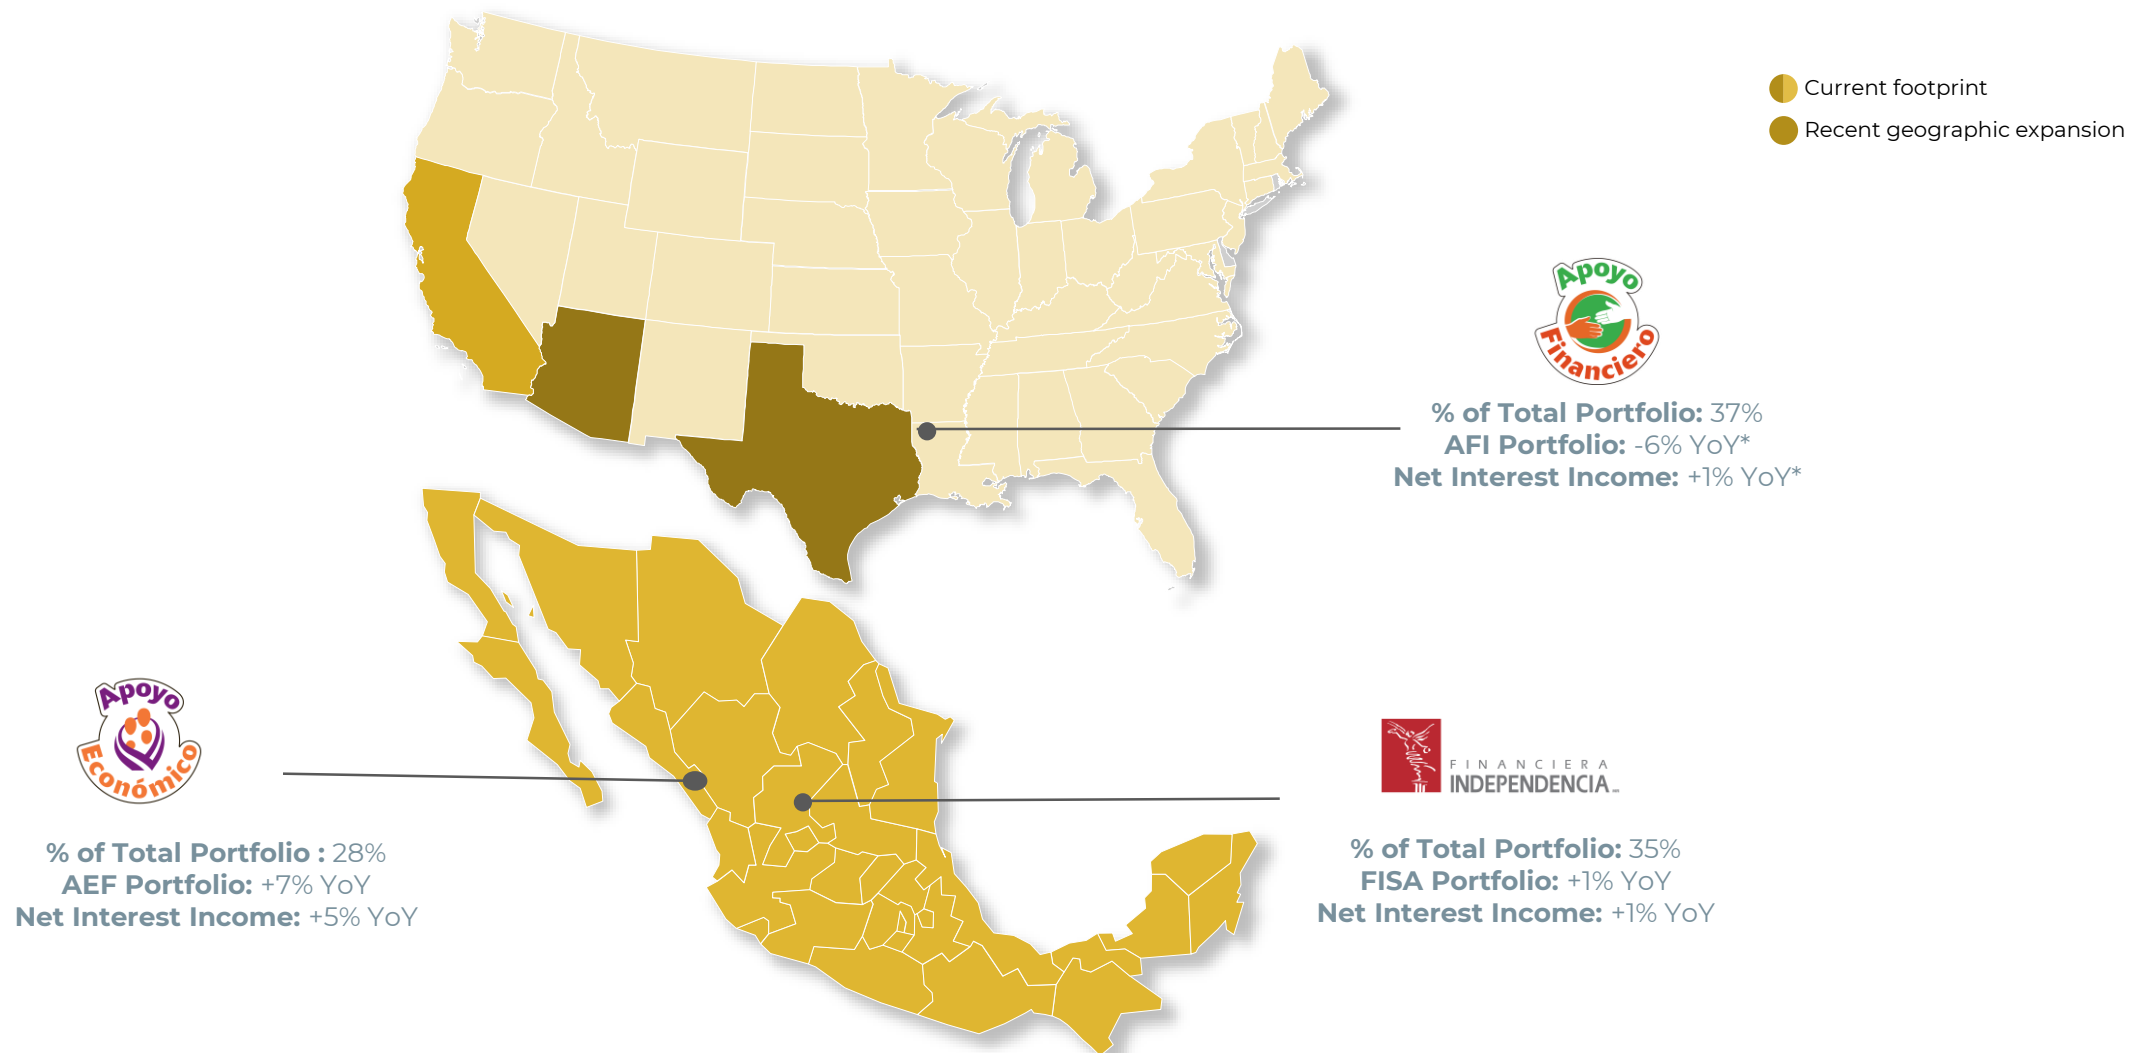 Current footprint
Recent geographic expansion
Apoyo
Financiero
% of Total Portfolio: 37%
AFI Portfolio: -6% YoY*
Net Interest Income: +1% YoY*
Apoyo
Económico
% of Total Portfolio : 28%
AEF Portfolio: +7% YoY
Net Interest Income: +5% YoY
FINANCIERA
INDEPENDENCIA
% of Total Portfolio: 35%
FISA Portfolio: +1% YoY
Net Interest Income: +1% YoY